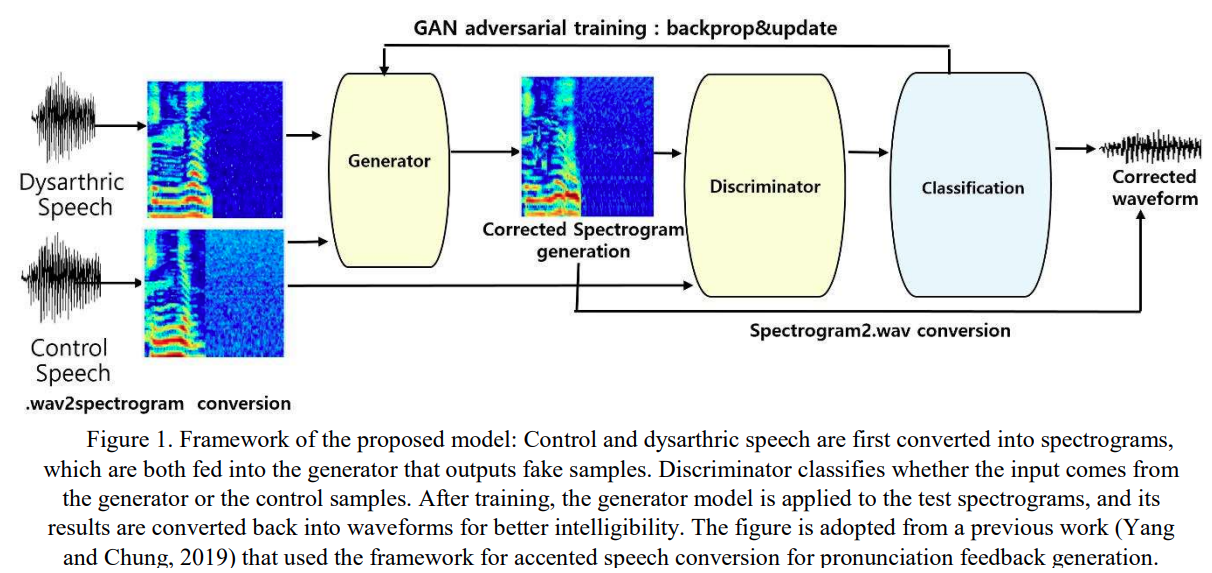 GAN adversarial training : backprop&update
Dysarthric
Speech
Generator
Corrected Spectrogram
generation
Discriminator
Classification
Corrected
waveform
Control
Speech
.wav2spectrogram conversion
Spectrogram2.wav conversion
Figure 1. Framework of the proposed model: Control and dysarthric speech are first converted into spectrograms,
which are both fed into the generator that outputs fake samples. Discriminator classifies whether the input comes from
the generator or the control samples. After training, the generator model is applied to the test spectrograms, and its
results are converted back into waveforms for better intelligibility. The figure is adopted from a previous work (Yang
and Chung, 2019) that used the framework for accented speech conversion for pronunciation feedback generation.